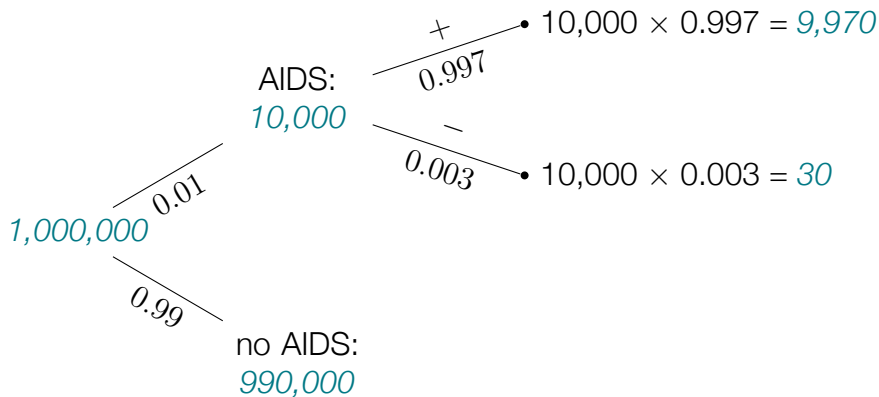 +
10,000 × 0.997 = 9,970
0.997
AIDS:
10,000
−
0.003
10,000 × 0.003 = 30
0.01
1,000,000
0.99
no AIDS:
990,000